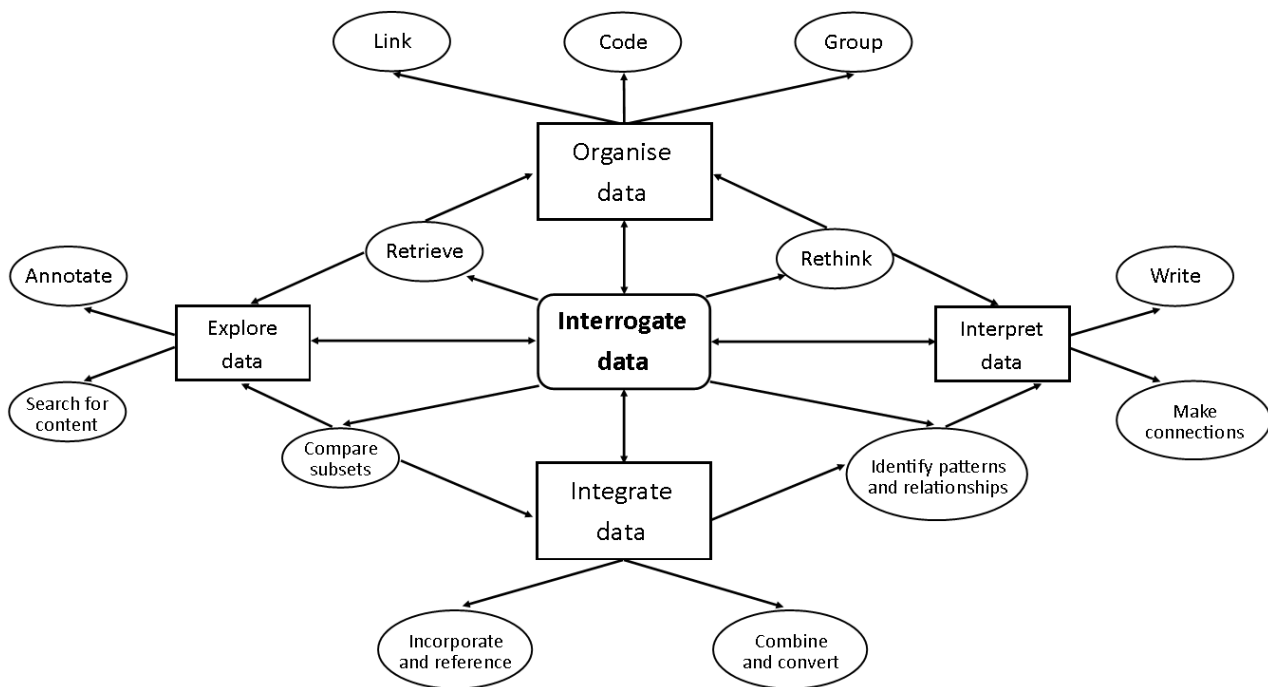 Link
Code
Group
Organise
data
Retrieve
Rethink
Annotate
Write
Explore
data
Interrogate
data
Interpret
data
Search for
content
Make
connections
Compare
subsets
Identify patterns
and relationships
Integrate
data
Incorporate
and reference
Combine
and convert